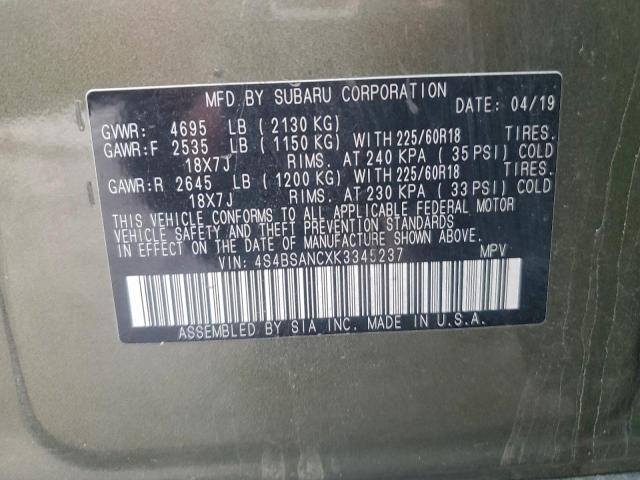 MFD BY SUBARU CORPORATION DATE: 04/19
GVWR: 4695 LB ( 2130 KG)
GAWR:F 2535 LB ( 1150 KG) WITH 225/60R18 TIRES.
18X7J RIMS. AT 240 KPA ( 35 PSI) COLD
GAWR:R 2645 LB ( 1200 KG) WITH 225/60R18 TIRES.
18X7J RIMS. AT 230 KPA ( 33 PSI) COLD
THIS VEHICLE CONFORMS TO ALL APPLICABLE FEDERAL MOTOR
VEHICLE SAFETY AND THEFT PREVENTION STANDARDS
IN EFFECT ON THE DATE OF MANUFACTURE SHOWN ABOVE.
VIN: 4S4BSANCXK3345237 MPV
ASSEMBLED BY SIA INC. MADE IN U.S.A.